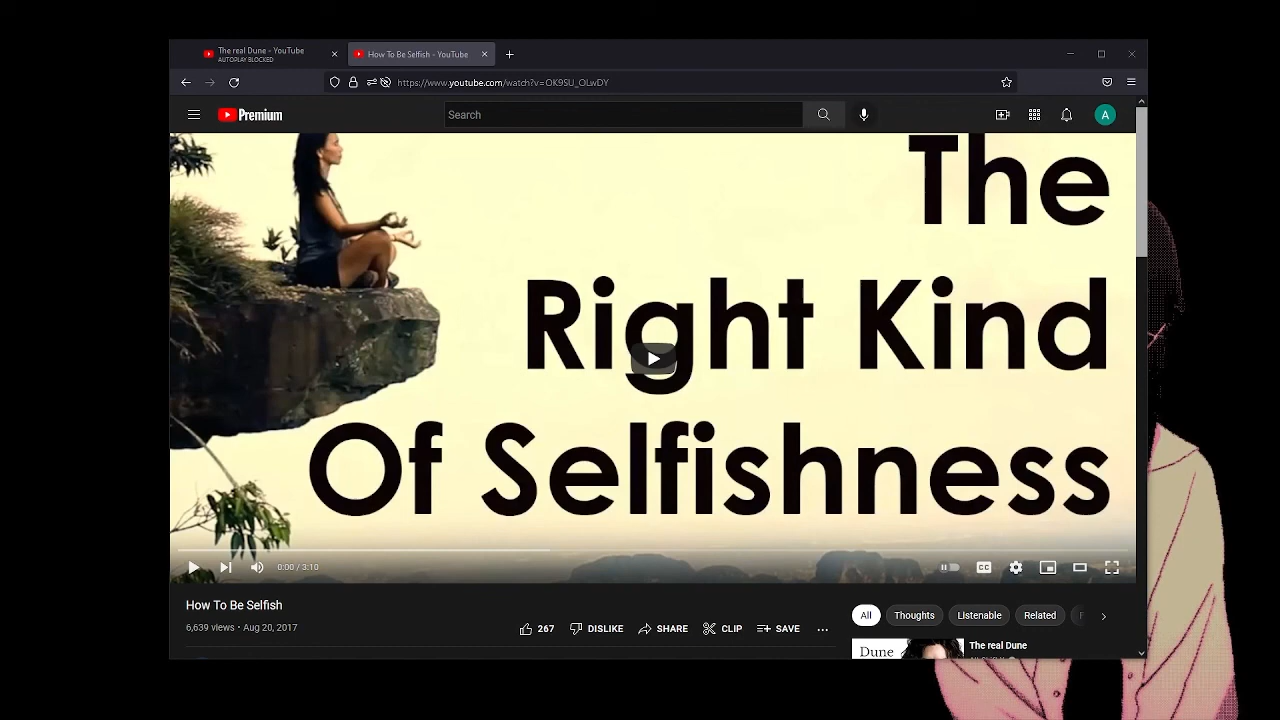 The real Dune - YouTube
AUTOPLAY BLOCKED
How To Be Selfish - YouTube
https://www.youtube.com/watch?v=OK9SU_OLwDY
Premium
Search
A
The
Right Kind
Of Selfishness
0:00 / 3:10
CC
How To Be Selfish
6,639 views • Aug 20, 2017
267 DISLIKE SHARE CLIP SAVE
All Thoughts Listenable Related
Dune
The real Dune